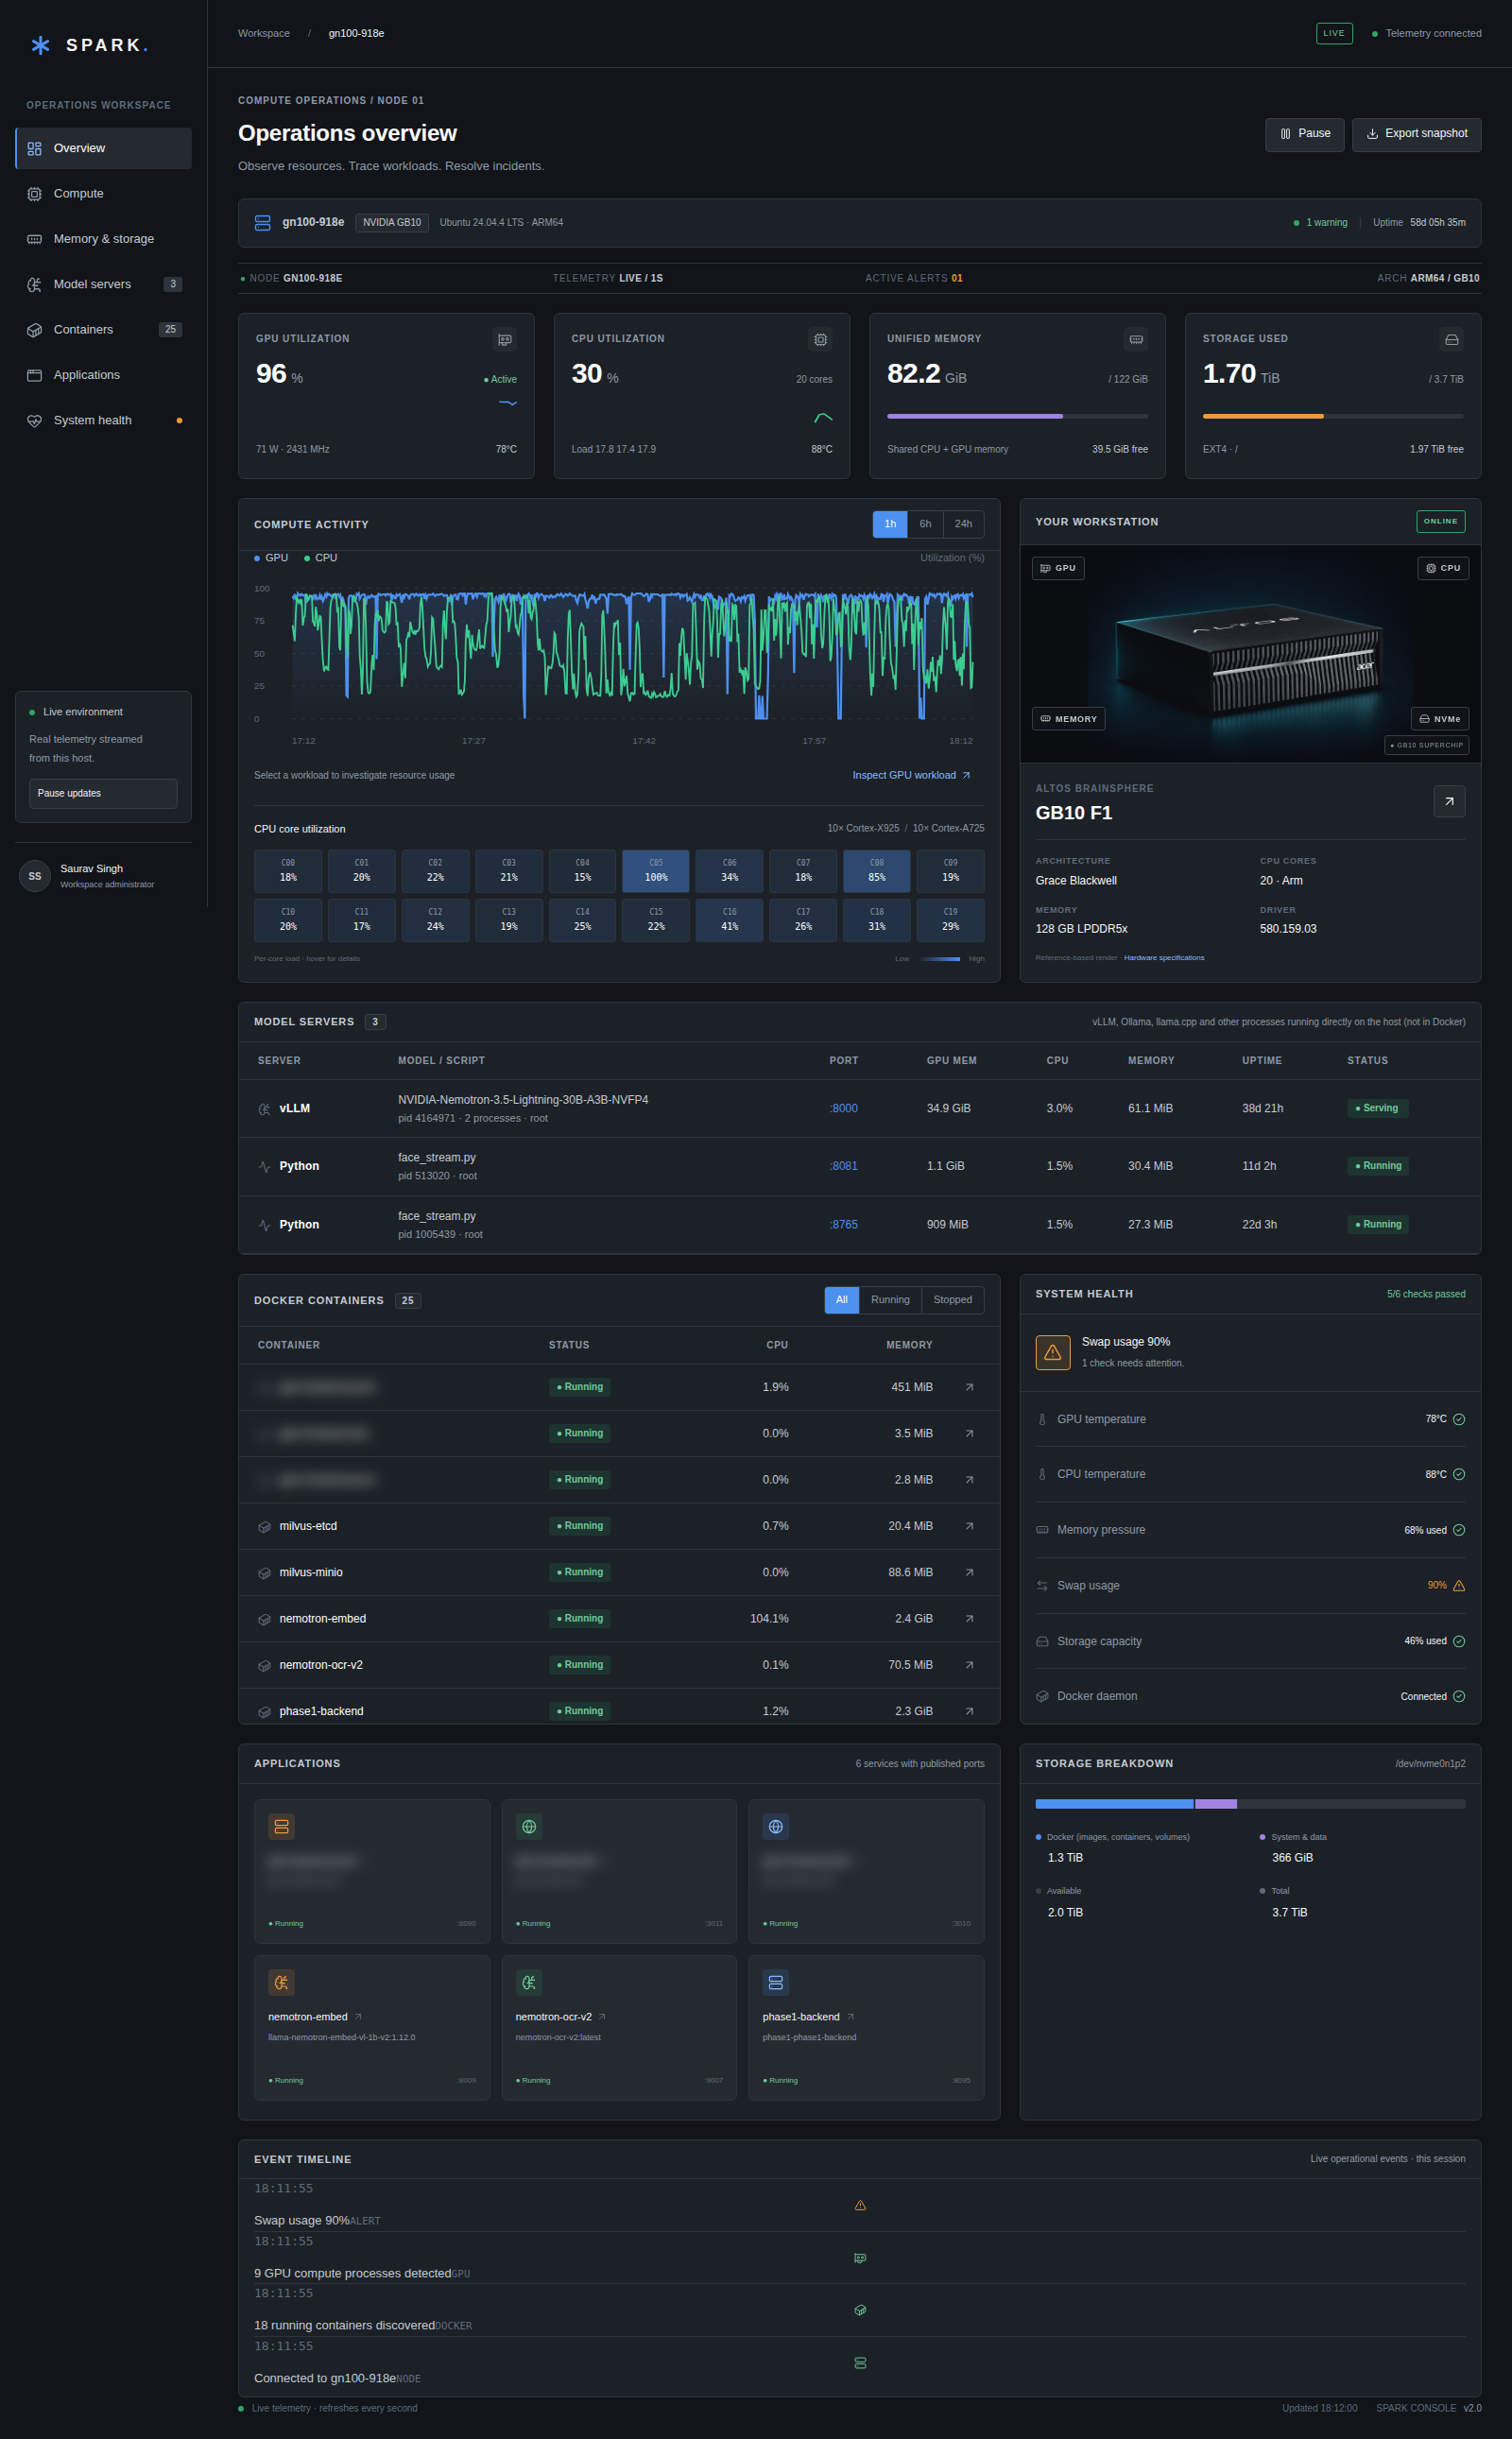 SPARK.
OPERATIONS WORKSPACE
Overview
Compute
Memory & storage
Model servers 3
Containers 25
Applications
System health
Live environment
Real telemetry streamed
from this host.
Pause updates
SS Saurav Singh
Workspace administrator
Workspace / gn100-918e
LIVE Telemetry connected
COMPUTE OPERATIONS / NODE 01
Operations overview
Observe resources. Trace workloads. Resolve incidents.
Pause Export snapshot
gn100-918e NVIDIA GB10 Ubuntu 24.04.4 LTS · ARM64
1 warning Uptime 58d 05h 35m
NODE GN100-918E TELEMETRY LIVE / 1S ACTIVE ALERTS 01 ARCH ARM64 / GB10
GPU UTILIZATION
96 % Active
71 W · 2431 MHz 78°C
CPU UTILIZATION
30 % 20 cores
Load 17.8 17.4 17.9 88°C
UNIFIED MEMORY
82.2 GiB / 122 GiB
Shared CPU + GPU memory 39.5 GiB free
STORAGE USED
1.70 TiB / 3.7 TiB
EXT4 · / 1.97 TiB free
COMPUTE ACTIVITY 1h 6h 24h
GPU CPU Utilization (%)
100
75
50
25
0
17:12 17:27 17:42 17:57 18:12
Select a workload to investigate resource usage Inspect GPU workload
CPU core utilization 10× Cortex-X925 / 10× Cortex-A725
C00 C01 C02 C03 C04 C05 C06 C07 C08 C09
18% 20% 22% 21% 15% 100% 34% 18% 85% 19%
C10 C11 C12 C13 C14 C15 C16 C17 C18 C19
20% 17% 24% 19% 25% 22% 41% 26% 31% 29%
Per-core load · hover for details Low High
YOUR WORKSTATION ONLINE
GPU CPU
acer
MEMORY NVMe
GB10 SUPERCHIP
ALTOS BRAINSPHERE
GB10 F1
ARCHITECTURE CPU CORES
Grace Blackwell 20 · Arm
MEMORY DRIVER
128 GB LPDDR5x 580.159.03
Reference-based render · Hardware specifications
MODEL SERVERS 3 vLLM, Ollama, llama.cpp and other processes running directly on the host (not in Docker)
SERVER MODEL / SCRIPT PORT GPU MEM CPU MEMORY UPTIME STATUS
vLLM NVIDIA-Nemotron-3.5-Lightning-30B-A3B-NVFP4 :8000 34.9 GiB 3.0% 61.1 MiB 38d 21h Serving
pid 4164971 · 2 processes · root
Python face_stream.py :8081 1.1 GiB 1.5% 30.4 MiB 11d 2h Running
pid 513020 · root
Python face_stream.py :8765 909 MiB 1.5% 27.3 MiB 22d 3h Running
pid 1005439 · root
DOCKER CONTAINERS 25 All Running Stopped
CONTAINER STATUS CPU MEMORY
Running 1.9% 451 MiB
Running 0.0% 3.5 MiB
Running 0.0% 2.8 MiB
milvus-etcd Running 0.7% 20.4 MiB
milvus-minio Running 0.0% 88.6 MiB
nemotron-embed Running 104.1% 2.4 GiB
nemotron-ocr-v2 Running 0.1% 70.5 MiB
phase1-backend Running 1.2% 2.3 GiB
SYSTEM HEALTH 5/6 checks passed
Swap usage 90%
1 check needs attention.
GPU temperature 78°C
CPU temperature 88°C
Memory pressure 68% used
Swap usage 90%
Storage capacity 46% used
Docker daemon Connected
APPLICATIONS 6 services with published ports
Running :8090 Running :3011 Running :3010
nemotron-embed nemotron-ocr-v2 phase1-backend
llama-nemotron-embed-vl-1b-v2:1.12.0 nemotron-ocr-v2:latest phase1-phase1-backend
Running :8009 Running :9007 Running :8095
STORAGE BREAKDOWN /dev/nvme0n1p2
Docker (images, containers, volumes) System & data
1.3 TiB 366 GiB
Available Total
2.0 TiB 3.7 TiB
EVENT TIMELINE Live operational events · this session
18:11:55
Swap usage 90%ALERT
18:11:55
9 GPU compute processes detectedGPU
18:11:55
18 running containers discoveredDOCKER
18:11:55
Connected to gn100-918eNODE
Live telemetry · refreshes every second Updated 18:12:00 SPARK CONSOLE v2.0